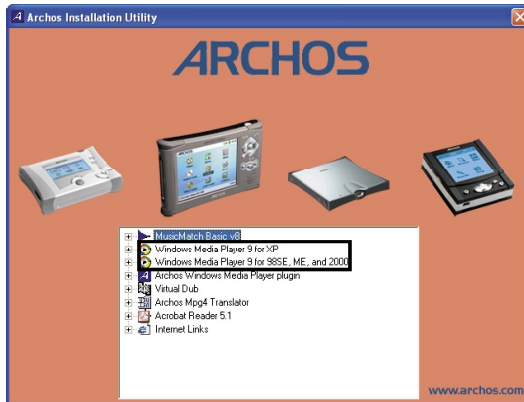 Archos Installation Utility
ARCHOS
MusicMatch Basic v8
Windows Media Player 9 for XP
Windows Media Player 9 for 98SE, ME, and 2000
Archos Windows Media Player plugin
Virtual Dub
Archos Mpg4 Translator
Acrobat Reader 5.1
Internet Links
www.archos.com